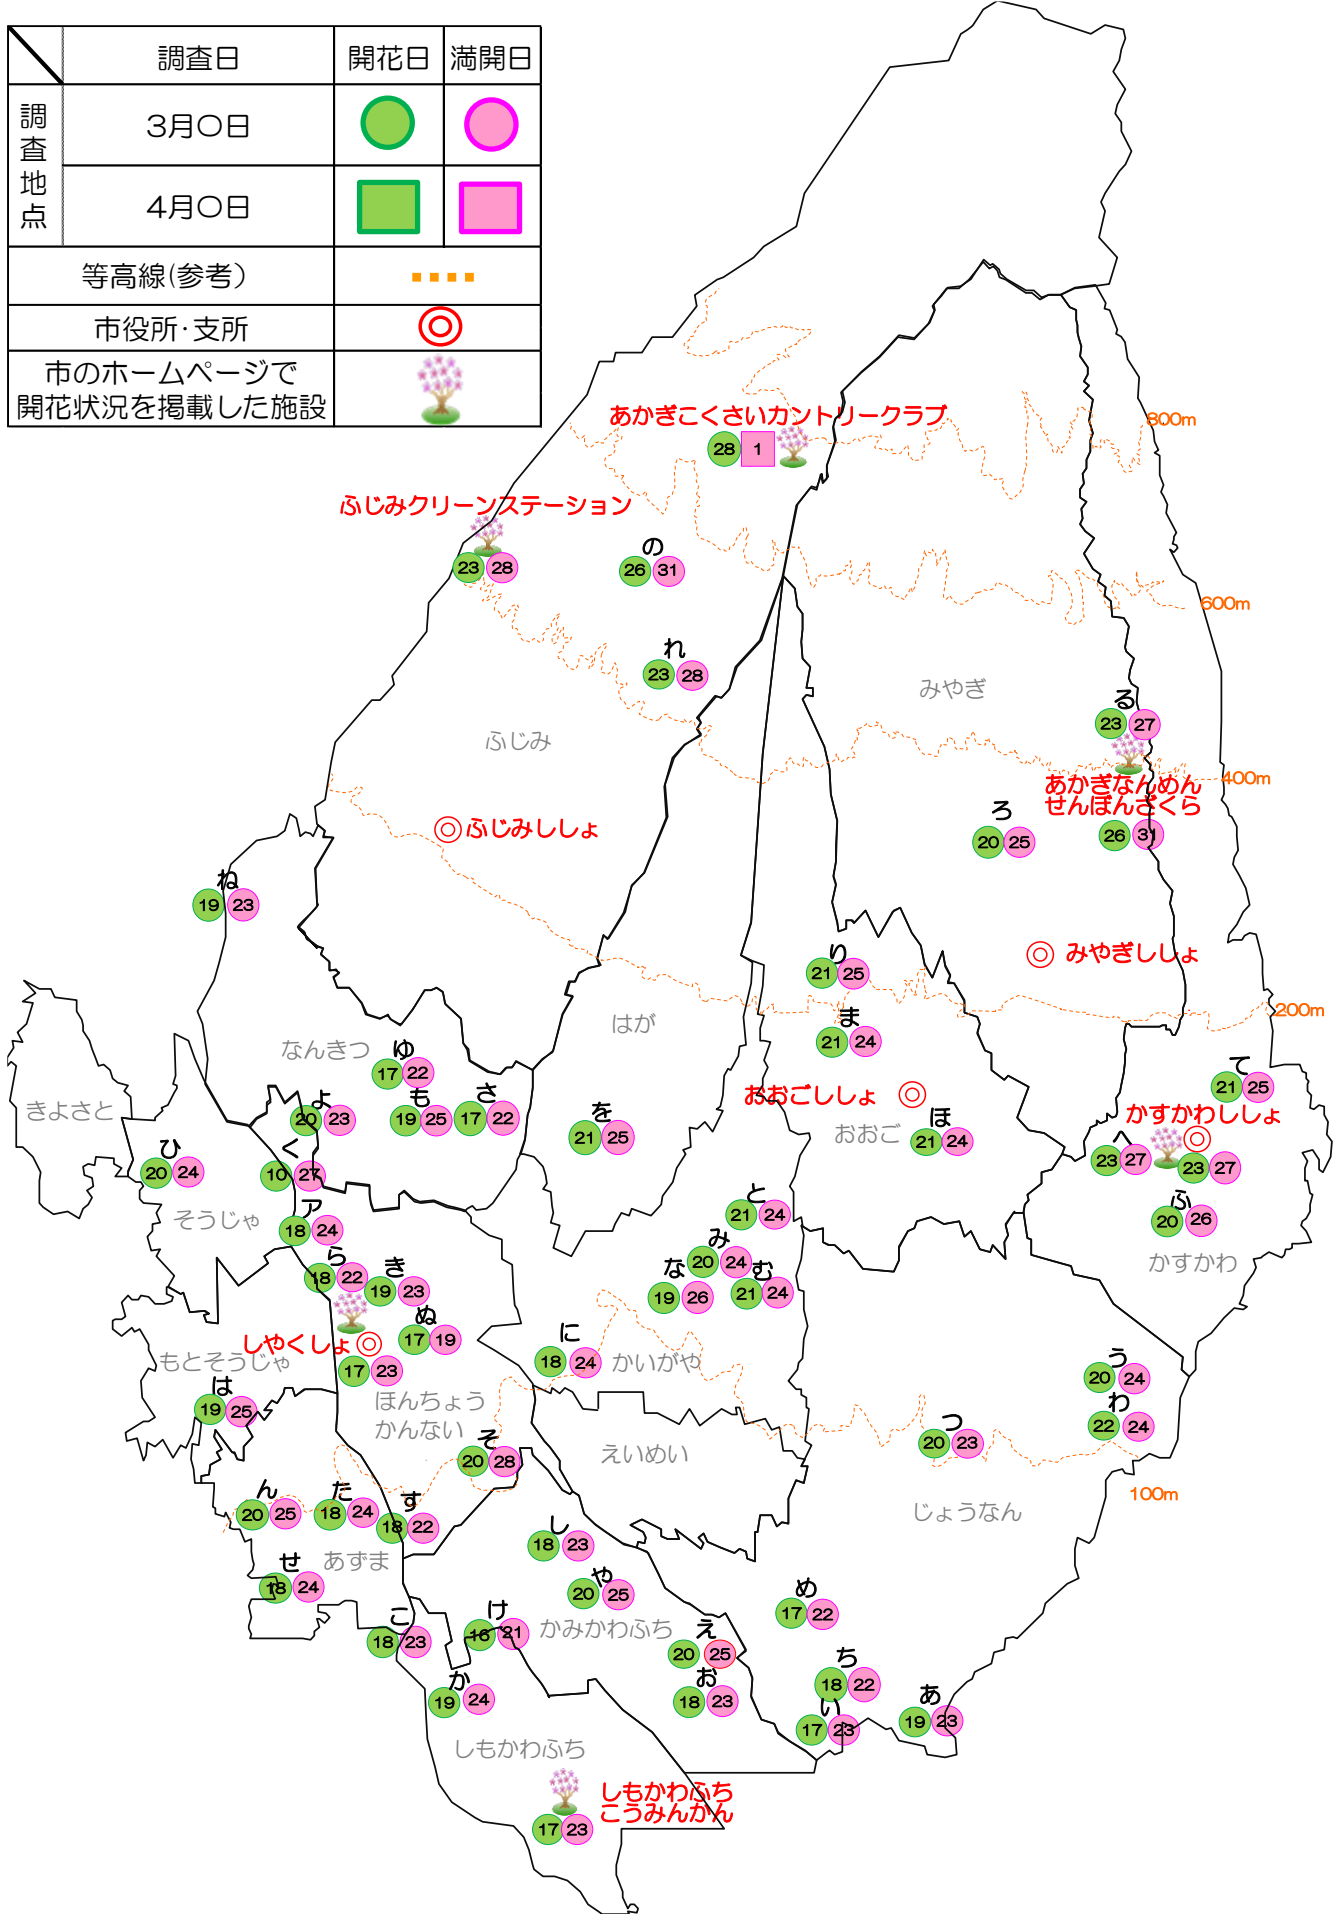 調査日 開花日 満開日
調査地点
3月〇日
4月〇日
等高線(参考)
市役所・支所
市のホームページで
開花状況を掲載した施設
あかぎこくさいカントリークラブ
28 1
800m
ふじみクリーンステーション
23 28
の
26 31
600m
れ
23 28
みやぎ
る
23 27
ふじみ
400m
あかぎなんめん
せんぼんざくら
26 31
ふじみししょ
ろ
20 25
ね
19 23
みやぎししょ
り
21 25
200m
はが
ま
21 24
なんきつ
ゆ
17 22
て
21 25
おおごししょ
きよさと
よ
20 23
も
19 25
さ
17 22
を
21 25
おおご
ほ
21 24
かすかわししょ
23 27
へ
23 27
ひ
20 24
く
10 27
そうじゃ
ふ
20 26
ア
18 24
と
21 24
み
20 24
かすかわ
ら
18 22
き
19 23
な
19 26
む
21 24
ぬ
17 19
しやくしょ
17 23
もとそうじゃ
に
18 24
かいがや
う
20 24
は
19 25
ほんちょう
かんない
わ
22 24
そ
20 28
えいめい
つ
20 23
100m
ん
20 25
た
18 24
す
18 22
じょうなん
し
18 23
あずま
せ
18 24
や
20 25
め
17 22
こ
18 23
け
16 21
かみかわふち
え
20 25
か
19 24
お
18 23
ち
18 22
い
17 23
あ
19 23
しもかわふち
しもかわふち
こうみんかん
17 23